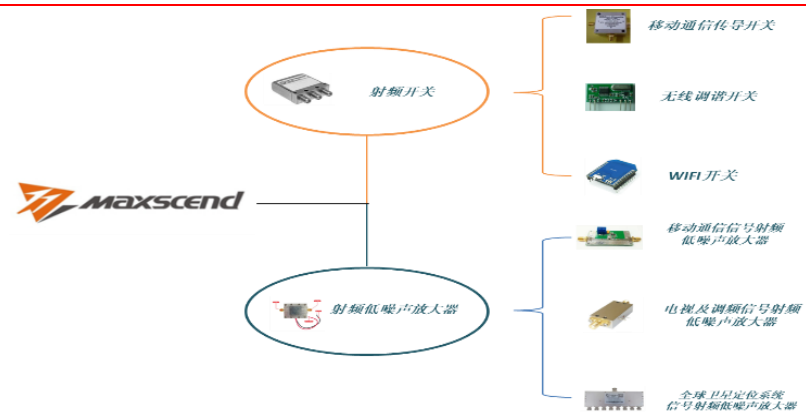 移动通信传导开关
射频开关
无线调谐开关
WIFI开关
maxscend
移动通信信号射频
低噪声放大器
射频低噪声放大器
电视及调频信号射频
低噪声放大器
全球卫星定位系统
信号射频低噪声放大器